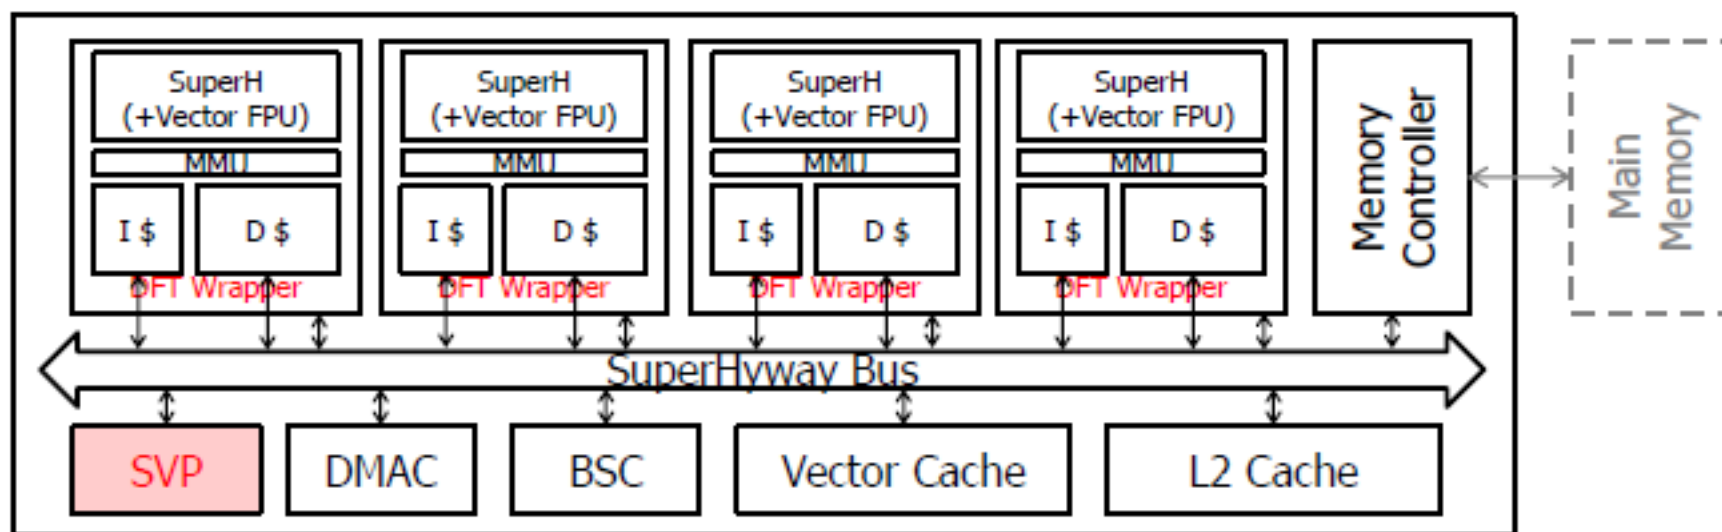 SuperH
(+Vector FPU)
MMU
I $
D $
DFT Wrapper
SuperH
(+Vector FPU)
MMU
I $
D $
DFT Wrapper
SuperH
(+Vector FPU)
MMU
I $
D $
DFT Wrapper
SuperH
(+Vector FPU)
MMU
I $
D $
DFT Wrapper
Memory
Controller
Main
Memory
SuperHyway Bus
SVP
DMAC
BSC
Vector Cache
L2 Cache